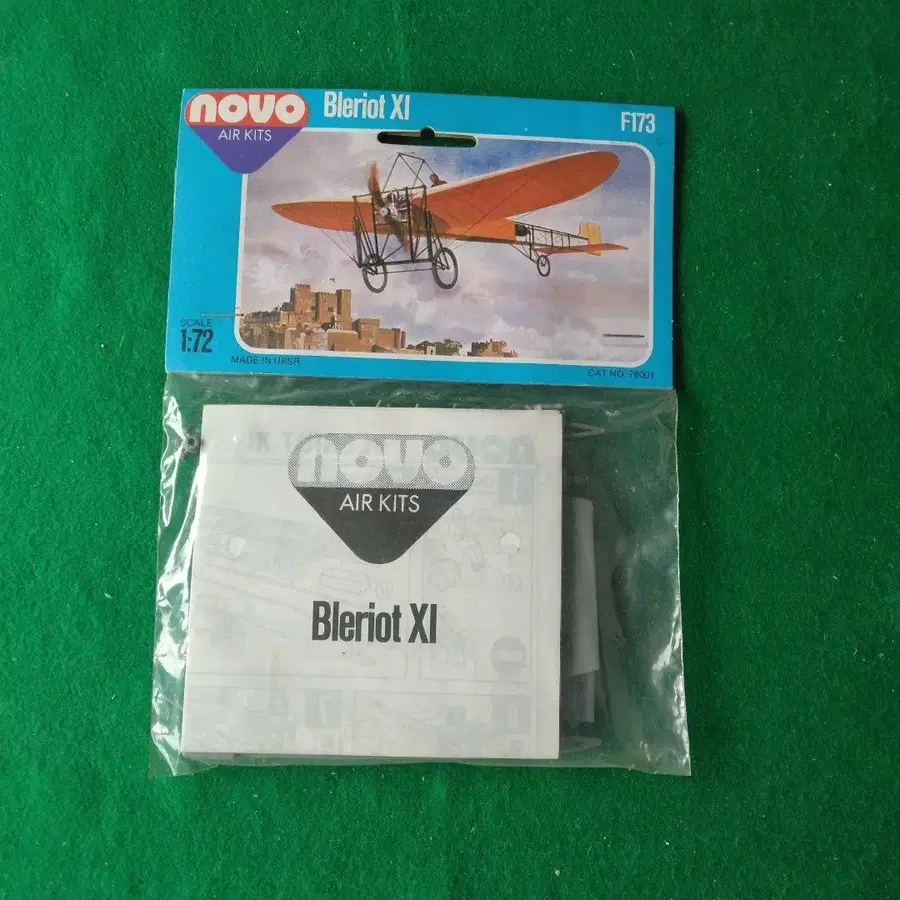 novo
AIR KITS
Bleriot XI
F173
SCALE
1:72
MADE IN USSR
CAT NO. 76001
novo
AIR KITS
Bleriot XI